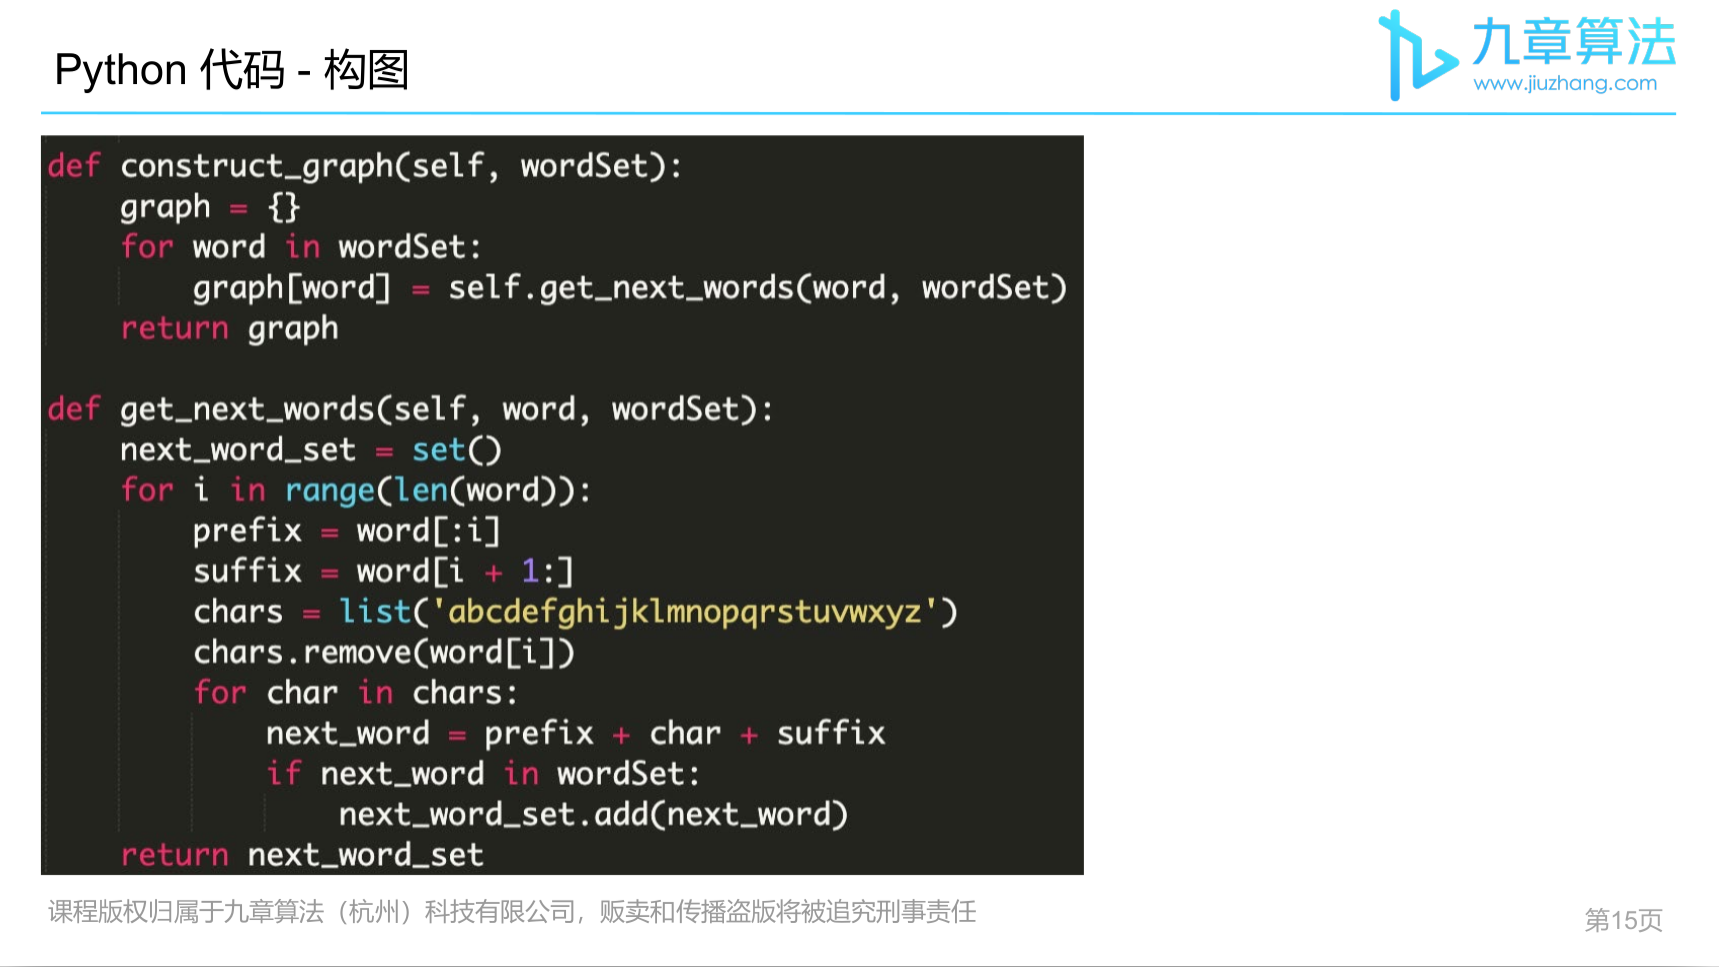 Python 代码 - 构图
九章算法
www.jiuzhang.com
def construct_graph(self, wordSet):
    graph = {}
    for word in wordSet:
        graph[word] = self.get_next_words(word, wordSet)
    return graph

def get_next_words(self, word, wordSet):
    next_word_set = set()
    for i in range(len(word)):
        prefix = word[:i]
        suffix = word[i + 1:]
        chars = list('abcdefghijklmnopqrstuvwxyz')
        chars.remove(word[i])
        for char in chars:
            next_word = prefix + char + suffix
            if next_word in wordSet:
                next_word_set.add(next_word)
    return next_word_set
课程版权归属于九章算法（杭州）科技有限公司，贩卖和传播盗版将被追究刑事责任
第15页